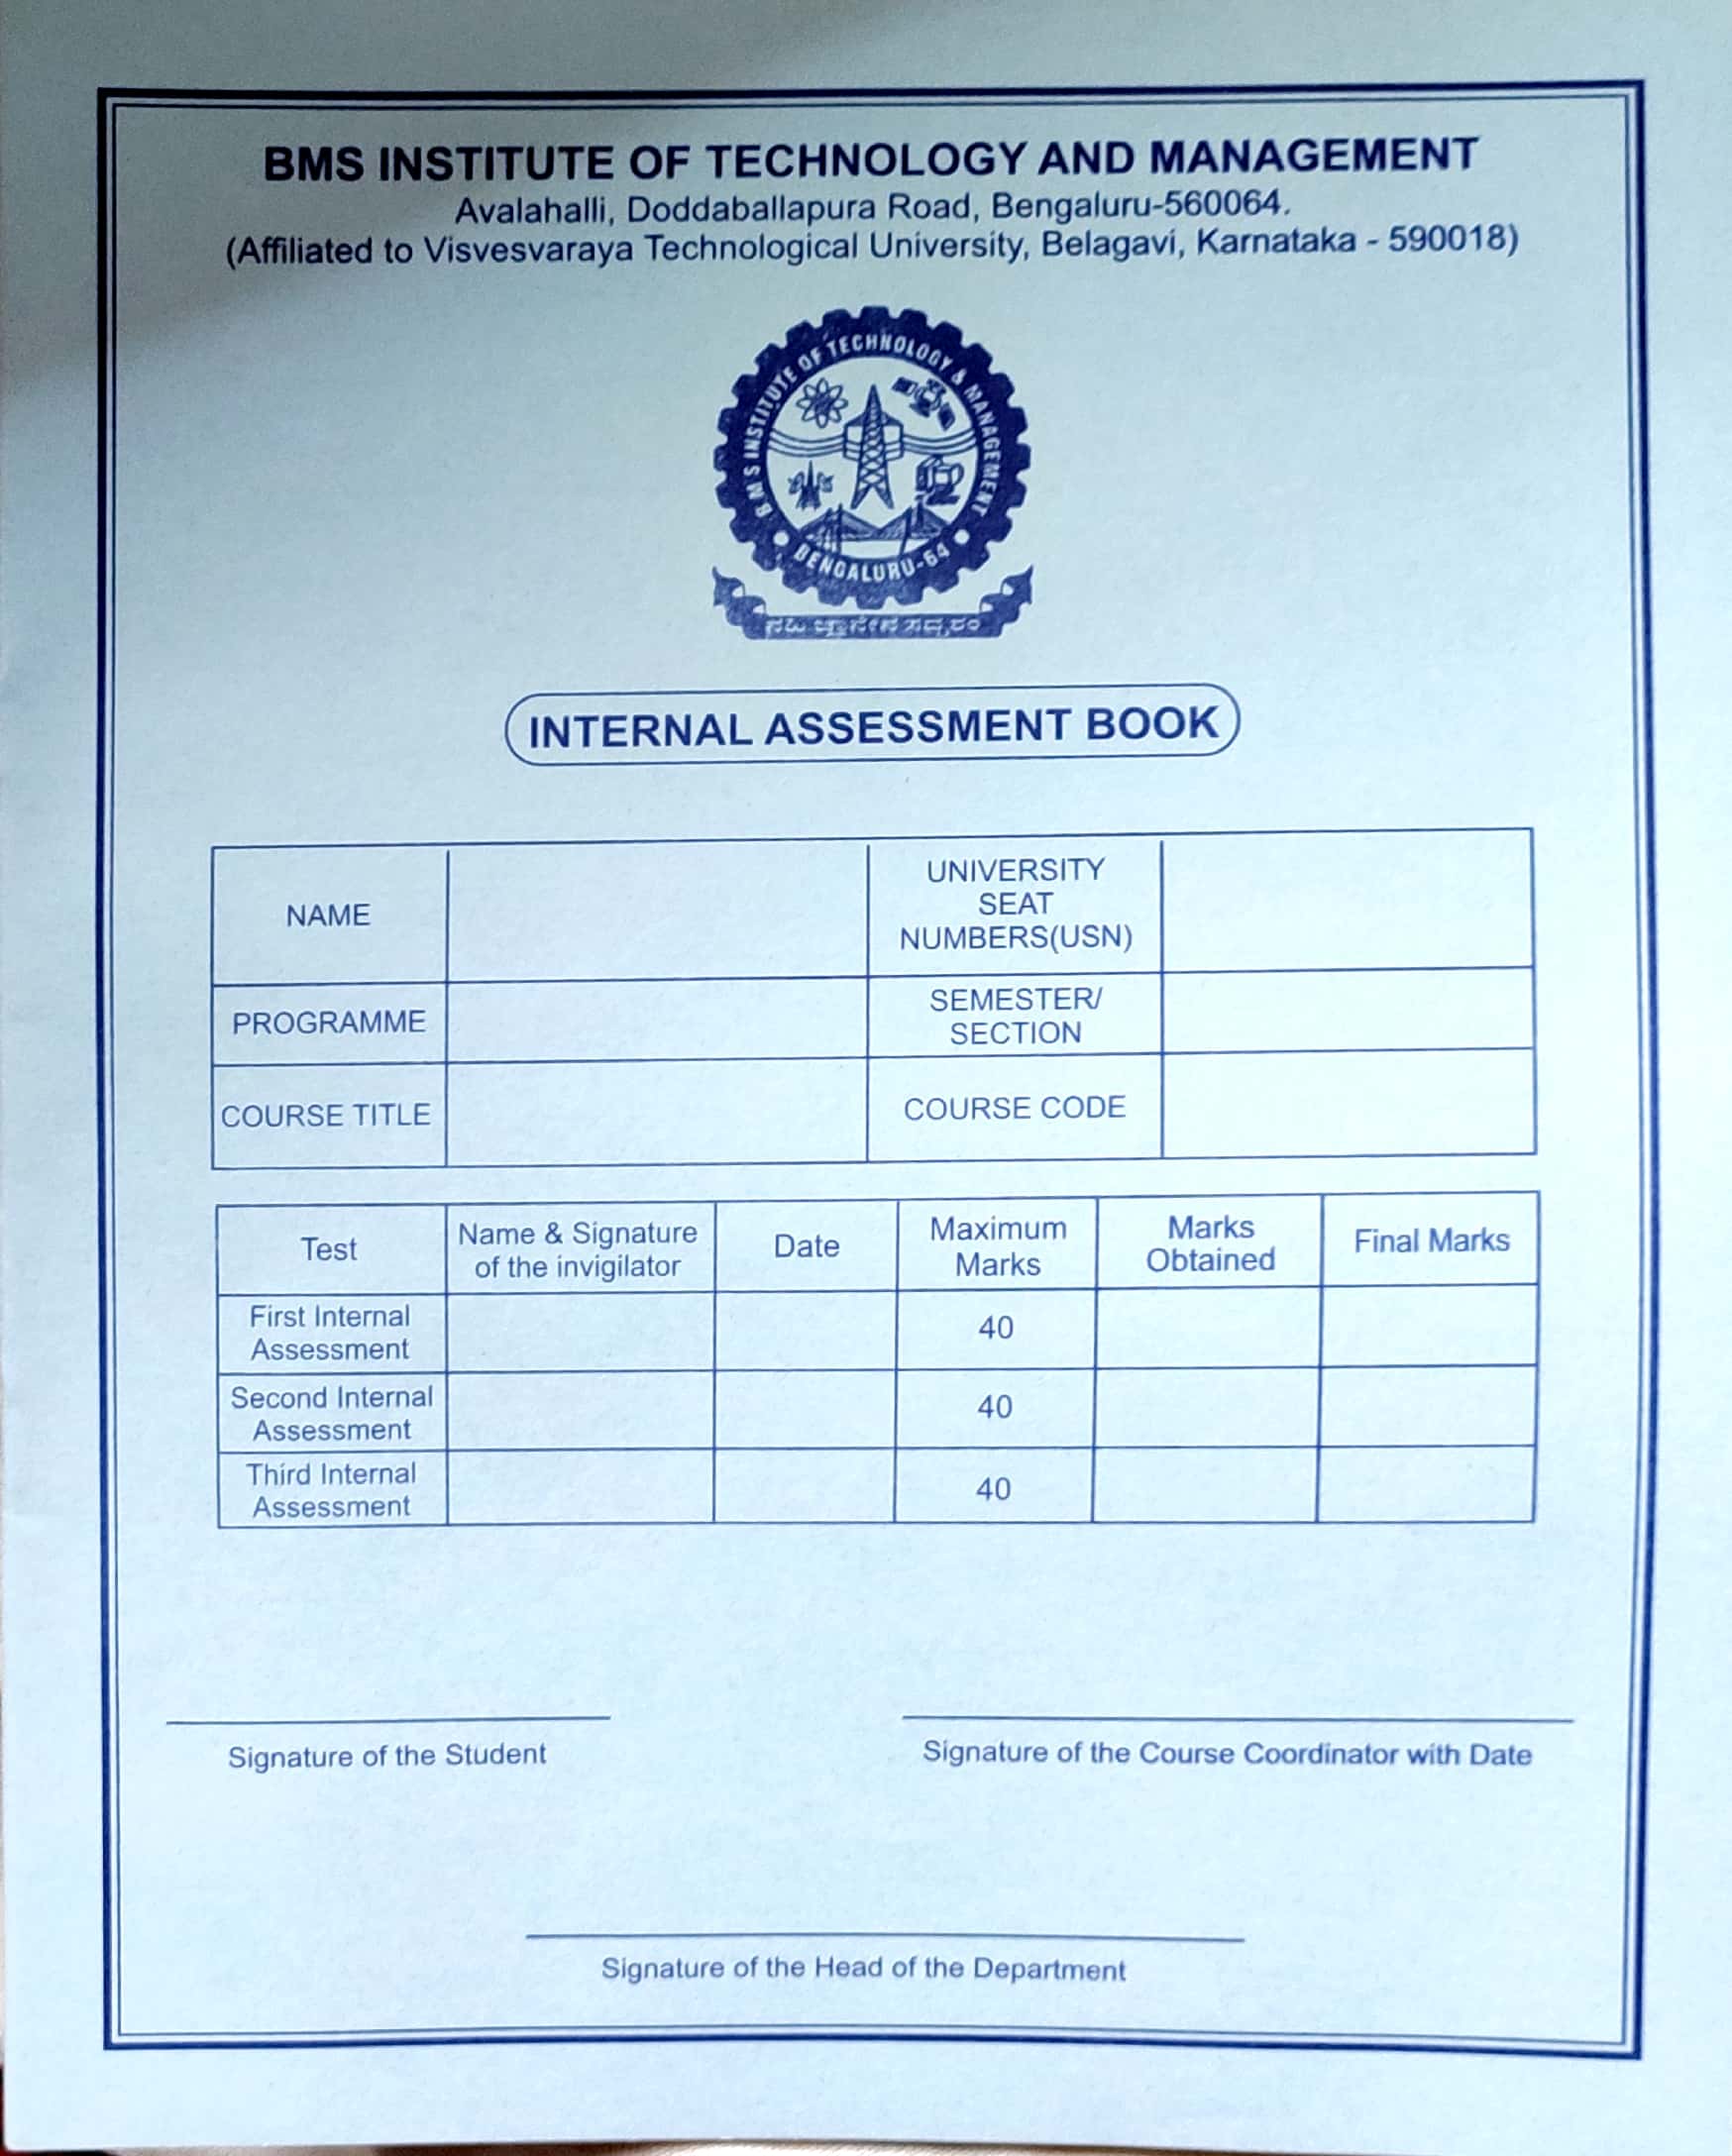 BMS INSTITUTE OF TECHNOLOGY AND MANAGEMENT
Avalahalli, Doddaballapura Road, Bengaluru-560064.
(Affiliated to Visvesvaraya Technological University, Belagavi, Karnataka - 590018)
BMS INSTITUTE OF TECHNOLOGY & MANAGEMENT
BENGALURU-64
INTERNAL ASSESSMENT BOOK
NAME
UNIVERSITY
SEAT
NUMBERS(USN)
PROGRAMME
SEMESTER/
SECTION
COURSE TITLE
COURSE CODE
Test
Name & Signature
of the invigilator
Date
Maximum
Marks
Marks
Obtained
Final Marks
First Internal
Assessment
40
Second Internal
Assessment
40
Third Internal
Assessment
40
Signature of the Student
Signature of the Course Coordinator with Date
Signature of the Head of the Department